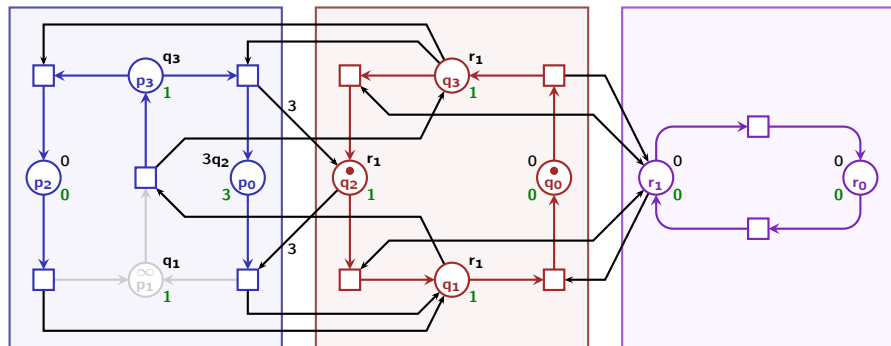 q₃ r₁
p₃ q₃
1 1
3
0 3q₂ r₁ 0 0 0
p₂ p₀ q₂ q₀ r₁ r₀
0 3 1 0 0 0
3
q₁ r₁
∞
p₁ q₁
1 1